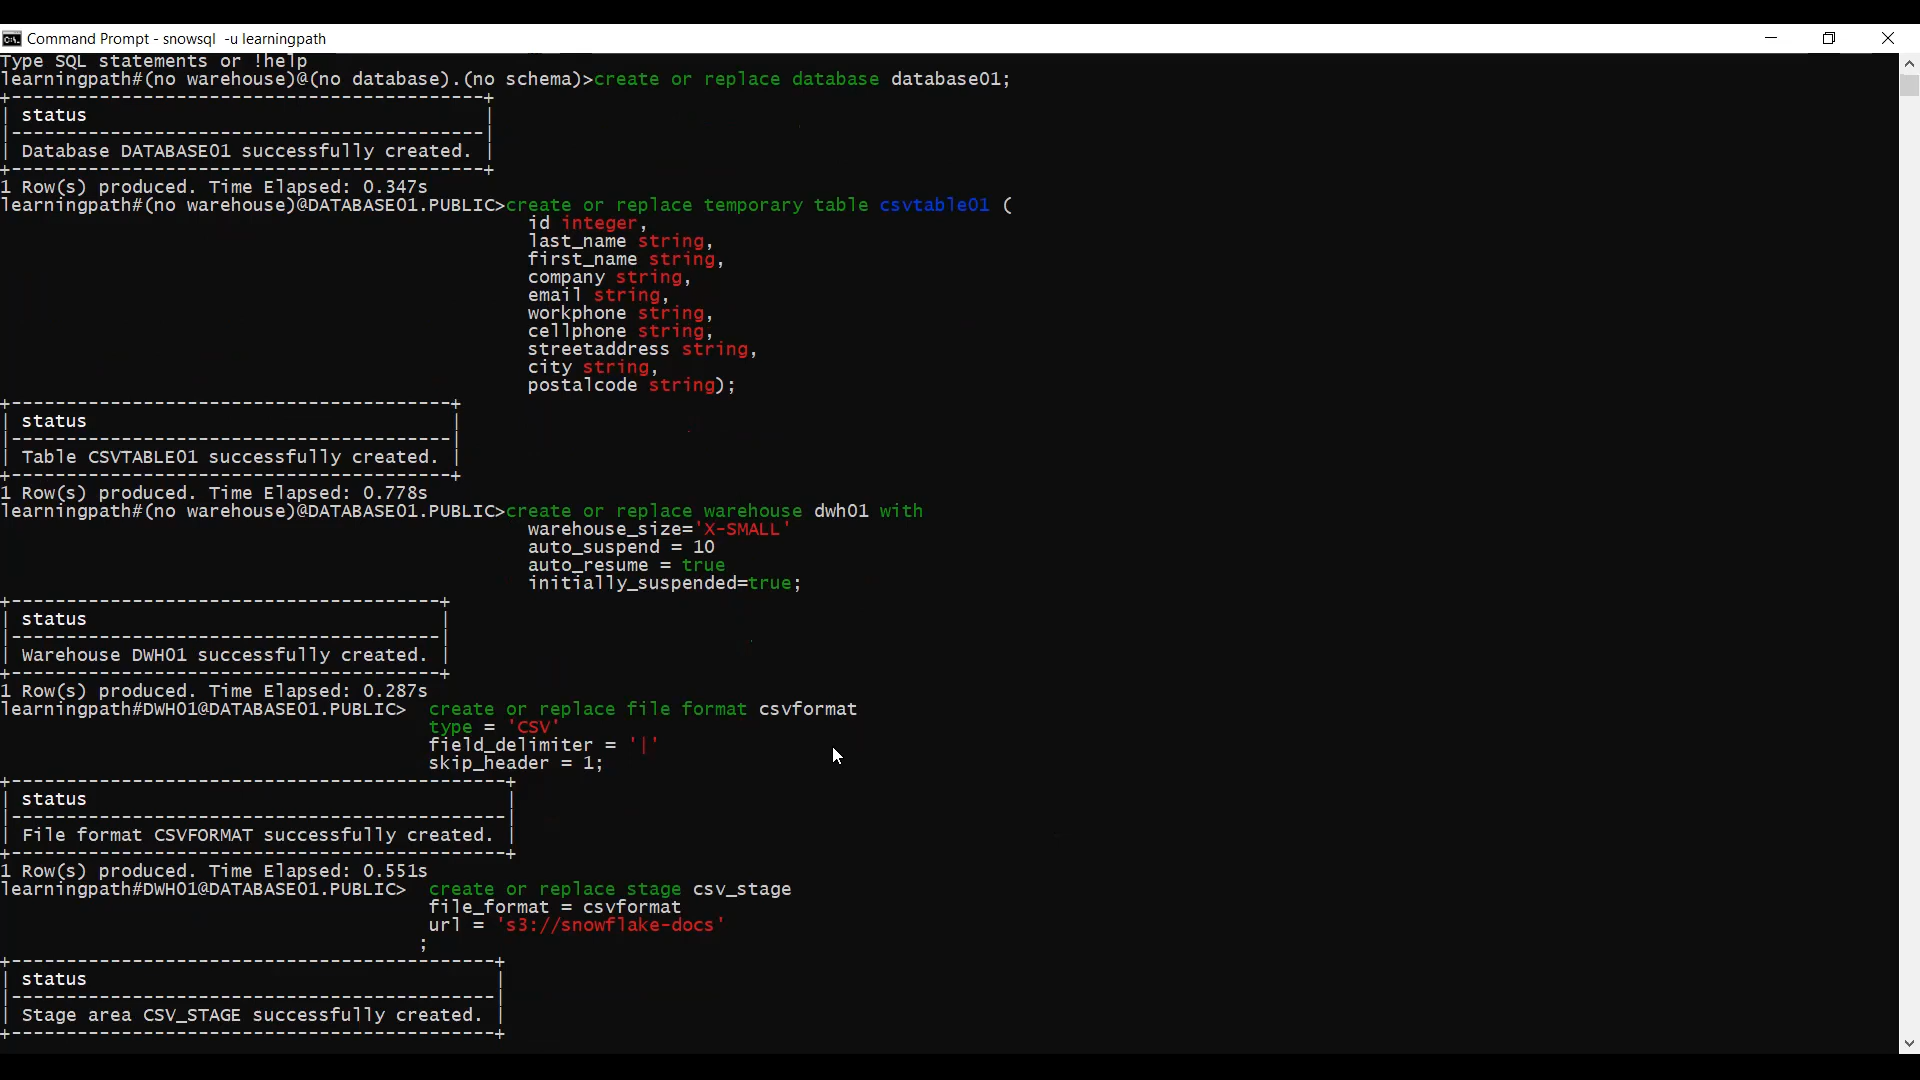 Command Prompt - snowsql  -u learningpath
Type SQL statements or !help
learningpath#(no warehouse)@(no database).(no schema)>create or replace database database01;
+-------------------------------------------+
| status                                    |
|-------------------------------------------|
| Database DATABASE01 successfully created. |
+-------------------------------------------+
1 Row(s) produced. Time Elapsed: 0.347s
learningpath#(no warehouse)@DATABASE01.PUBLIC>create or replace temporary table csvtable01 (
id integer,
last_name string,
first_name string,
company string,
email string,
workphone string,
cellphone string,
streetaddress string,
city string,
postalcode string);
+----------------------------------------+
| status                                 |
|----------------------------------------|
| Table CSVTABLE01 successfully created. |
+----------------------------------------+
1 Row(s) produced. Time Elapsed: 0.778s
learningpath#(no warehouse)@DATABASE01.PUBLIC>create or replace warehouse dwh01 with
warehouse_size='X-SMALL'
auto_suspend = 10
auto_resume = true
initially_suspended=true;
+---------------------------------------+
| status                                |
|---------------------------------------|
| Warehouse DWH01 successfully created. |
+---------------------------------------+
1 Row(s) produced. Time Elapsed: 0.287s
learningpath#DWH01@DATABASE01.PUBLIC>  create or replace file format csvformat
type = 'CSV'
field_delimiter = '|'
skip_header = 1;
+---------------------------------------------+
| status                                      |
|---------------------------------------------|
| File format CSVFORMAT successfully created. |
+---------------------------------------------+
1 Row(s) produced. Time Elapsed: 0.551s
learningpath#DWH01@DATABASE01.PUBLIC>  create or replace stage csv_stage
file_format = csvformat
url = 's3://snowflake-docs'
;
+--------------------------------------------+
| status                                     |
|--------------------------------------------|
| Stage area CSV_STAGE successfully created. |
+--------------------------------------------+